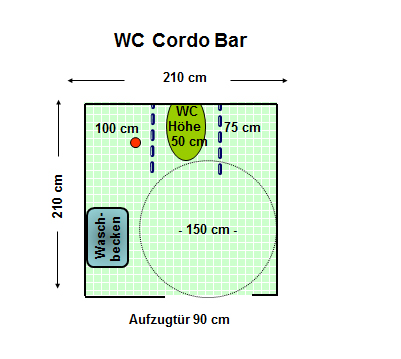 WC Cordo Bar
210 cm
WC
Höhe
50 cm
100 cm
75 cm
210 cm
Wasch-
becken
- 150 cm -
Aufzugtür 90 cm